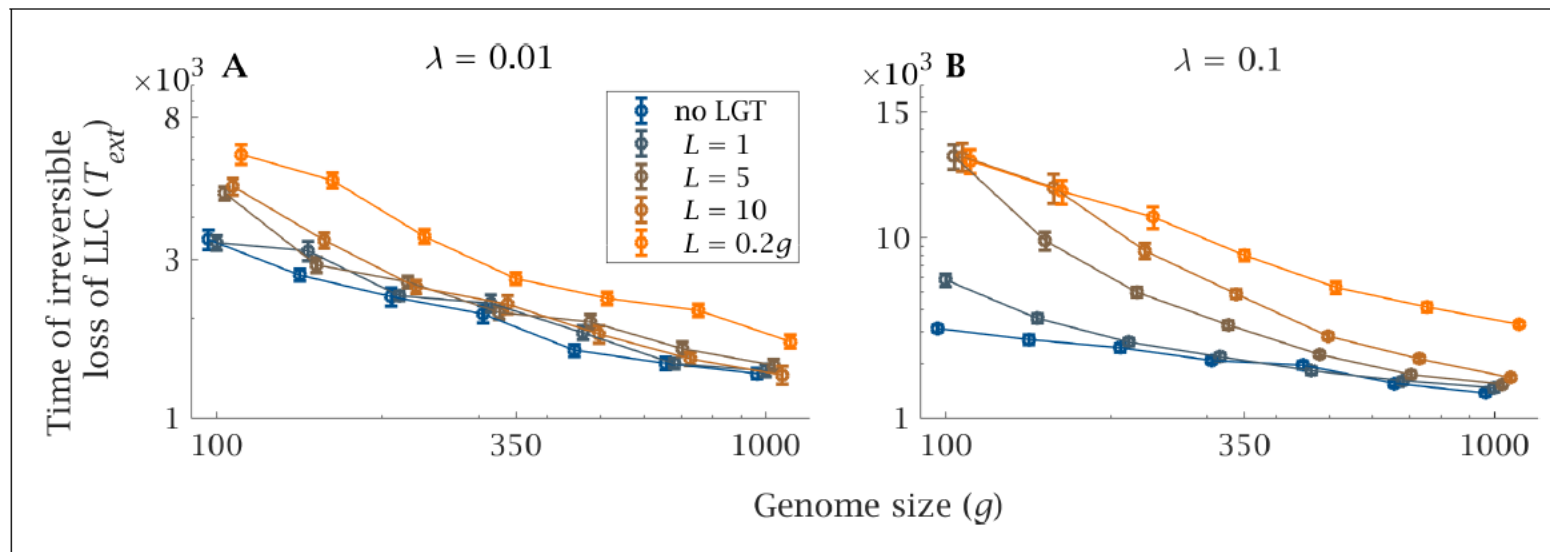 ×10³ A λ = 0.01
8
3
1
100 350 1000
no LGT
L = 1
L = 5
L = 10
L = 0.2g
×10³ B λ = 0.1
15
10
1
100 350 1000
Time of irreversible
loss of LLC (T_ext)
Genome size (g)